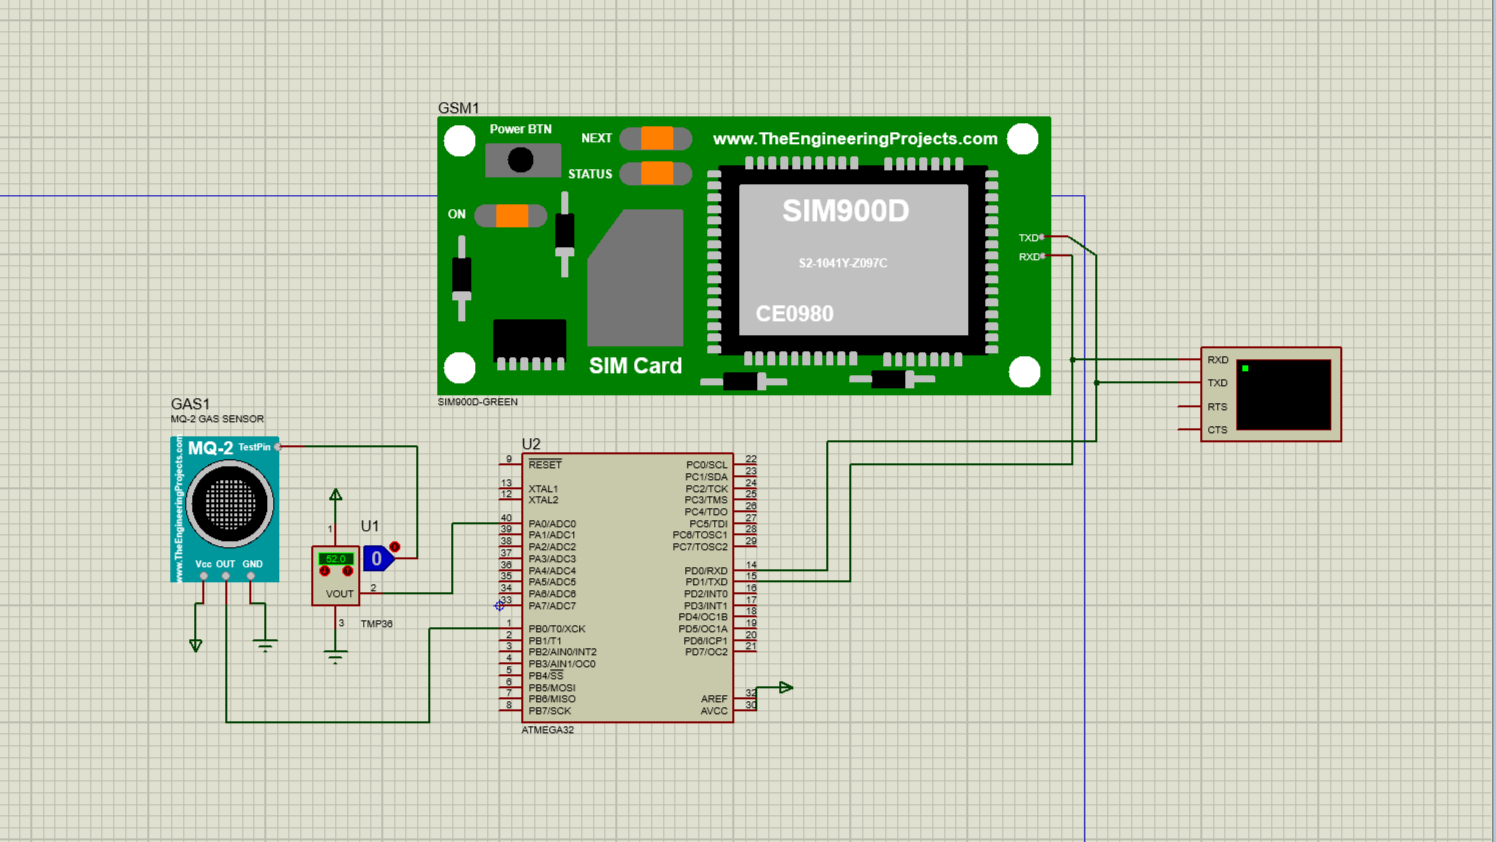 GSM1
Power BTN
NEXT
www.TheEngineeringProjects.com
STATUS
ON
SIM900D
S2-1041Y-Z097C
CE0980
SIM Card
TXD
RXD
SIM900D-GREEN
RXD
TXD
RTS
CTS
GAS1
MQ-2 GAS SENSOR
MQ-2
TestPin
www.TheEngineeringProjects.com
Vcc OUT GND
1
U1
52.0
0
VOUT
2
3
TMP36
U2
9 RESET
13 XTAL1
12 XTAL2
40 PA0/ADC0
39 PA1/ADC1
38 PA2/ADC2
37 PA3/ADC3
36 PA4/ADC4
35 PA5/ADC5
34 PA6/ADC6
33 PA7/ADC7
1 PB0/T0/XCK
2 PB1/T1
3 PB2/AIN0/INT2
4 PB3/AIN1/OC0
5 PB4/SS
6 PB5/MOSI
7 PB6/MISO
8 PB7/SCK
PC0/SCL 22
PC1/SDA 23
PC2/TCK 24
PC3/TMS 25
PC4/TDO 26
PC5/TDI 27
PC6/TOSC1 28
PC7/TOSC2 29
PD0/RXD 14
PD1/TXD 15
PD2/INT0 16
PD3/INT1 17
PD4/OC1B 18
PD5/OC1A 19
PD6/ICP1 20
PD7/OC2 21
AREF 32
AVCC 30
ATMEGA32